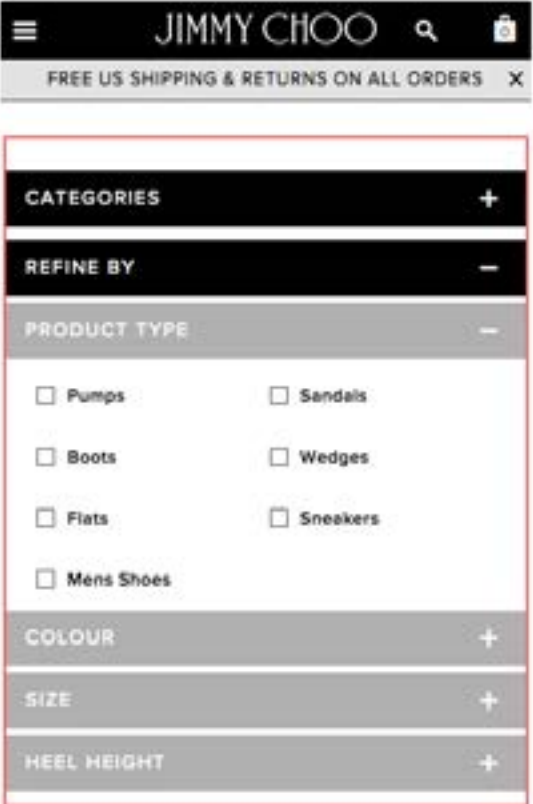 JIMMY CHOO
FREE US SHIPPING & RETURNS ON ALL ORDERS X
CATEGORIES +
REFINE BY −
PRODUCT TYPE −
Pumps Sandals
Boots Wedges
Flats Sneakers
Mens Shoes
COLOUR +
SIZE +
HEEL HEIGHT +